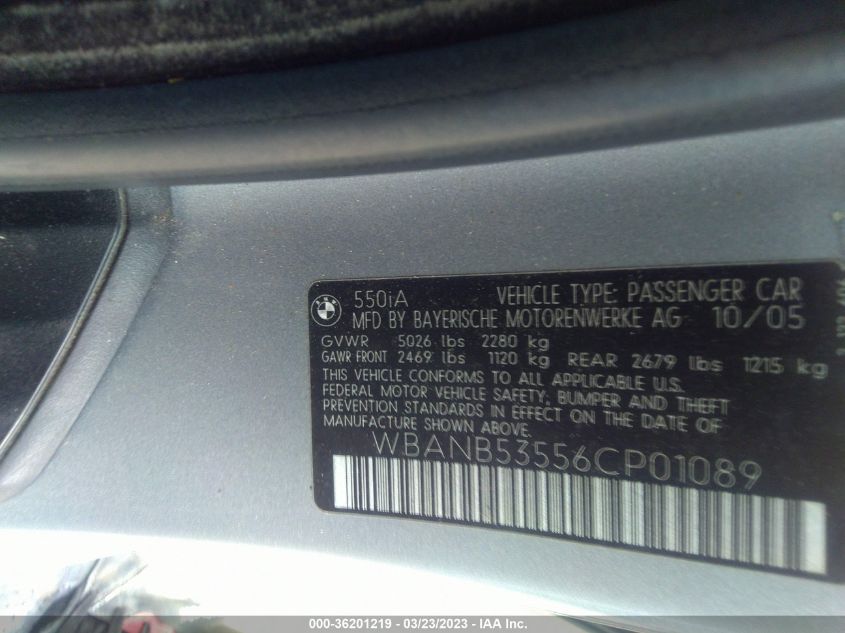 550iA VEHICLE TYPE: PASSENGER CAR
MFD BY BAYERISCHE MOTORENWERKE AG 10/05
GVWR 5026 lbs 2280 kg
GAWR FRONT 2469 lbs 1120 kg REAR 2679 lbs 1215 kg
THIS VEHICLE CONFORMS TO ALL APPLICABLE U.S.
FEDERAL MOTOR VEHICLE SAFETY, BUMPER AND THEFT
PREVENTION STANDARDS IN EFFECT ON THE DATE OF
MANUFACTURE SHOWN ABOVE.
WBANB53556CP01089
000-36201219 - 03/23/2023 - IAA Inc.